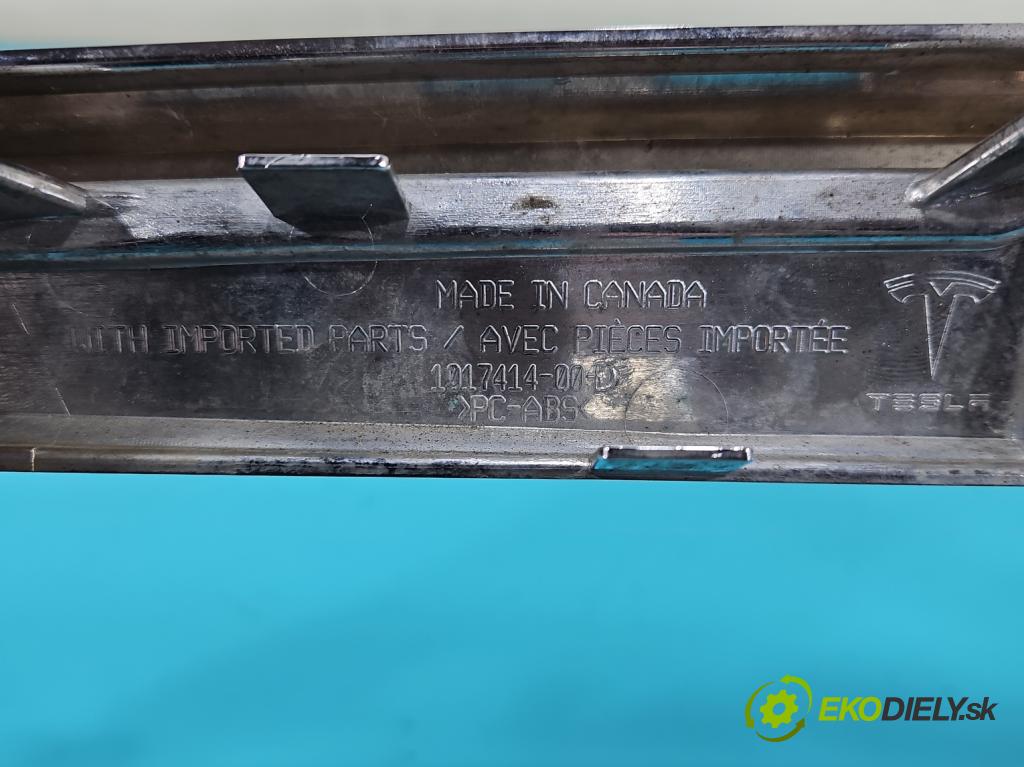 MADE IN CANADA
WITH IMPORTED PARTS / AVEC PIÈCES IMPORTÉE
1017414-00-D
>PC-ABS<
TESLA
EKODIELY.sk